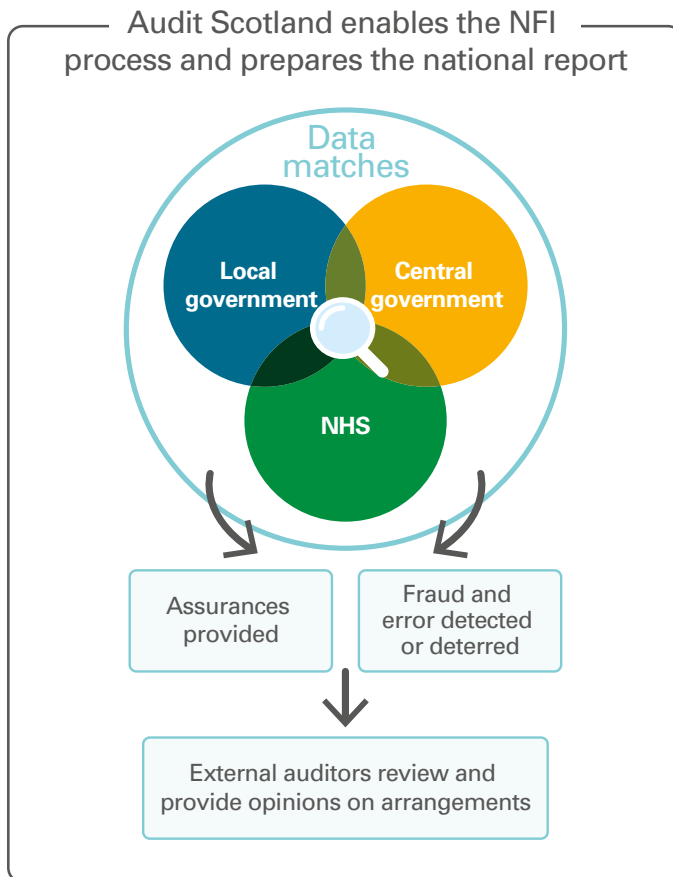 Audit Scotland enables the NFI
process and prepares the national report
Data
matches
Local
government
Central
government
NHS
Assurances
provided
Fraud and
error detected
or deterred
External auditors review and
provide opinions on arrangements